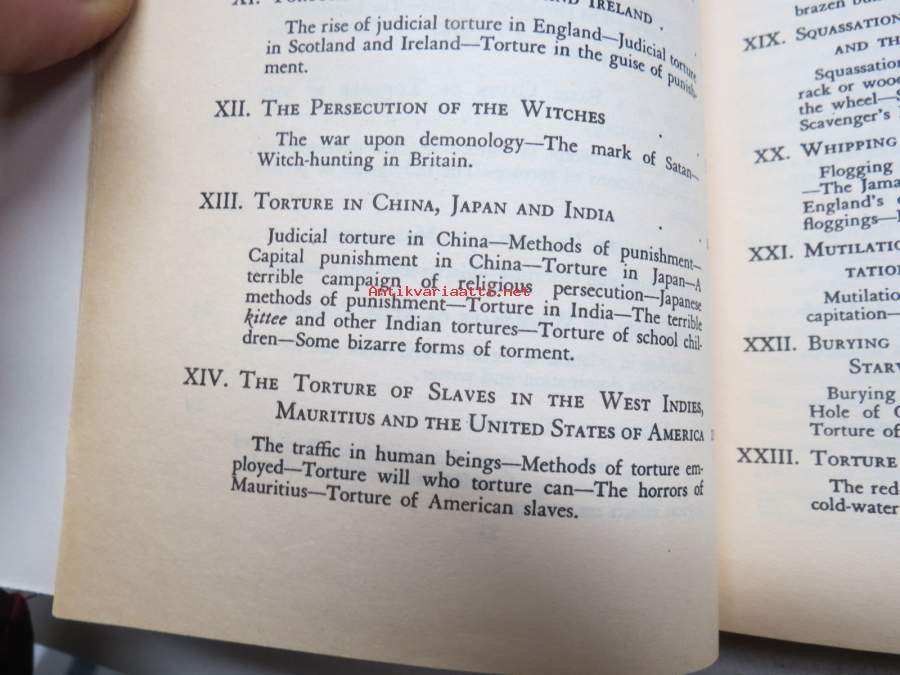 XI.
AND IRELAND
The rise of judicial torture in England—Judicial torture
in Scotland and Ireland—Torture in the guise of punish-
ment.
XII. The Persecution of the Witches
The war upon demonology—The mark of Satan—
Witch-hunting in Britain.
XIII. Torture in China, Japan and India
Judicial torture in China—Methods of punishment—
Capital punishment in China—Torture in Japan—A
terrible campaign of religious persecution—Japanese
methods of punishment—Torture in India—The terrible
kittee and other Indian tortures—Torture of school chil-
dren—Some bizarre forms of torment.
XIV. The Torture of Slaves in the West Indies,
Mauritius and the United States of America
The traffic in human beings—Methods of torture em-
ployed—Torture will who torture can—The horrors of
Mauritius—Torture of American slaves.
Antikvariaatti.net
brazen
XIX. Squassation
and th
Squassation
rack or wood
the wheel—S
Scavenger's
XX. Whipping
Flogging
—The Jama
England's
floggings—
XXI. Mutilatio
tation
Mutilatio
capitation—
XXII. Burying
Starv
Burying
Hole of C
Torture of
XXIII. Torture
The red-
cold-water